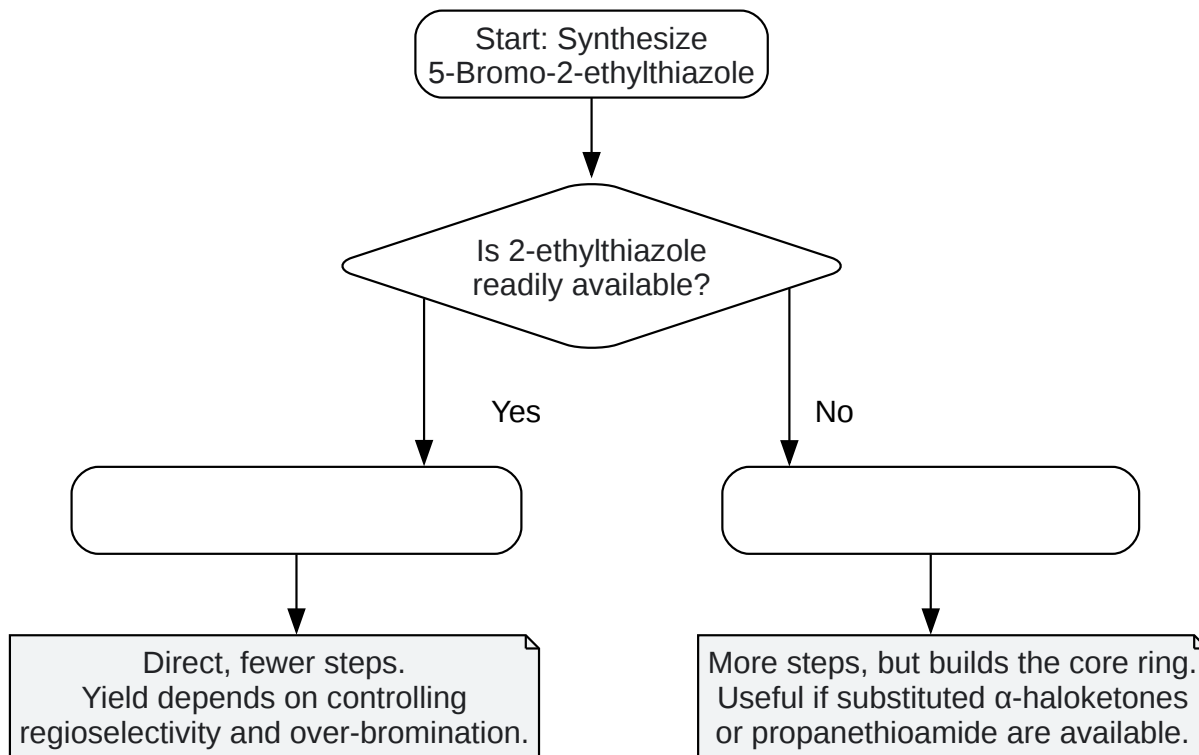 Start: Synthesize
5-Bromo-2-ethylthiazole
Is 2-ethylthiazole
readily available?
Yes
No
Direct, fewer steps.
Yield depends on controlling
regioselectivity and over-bromination.
More steps, but builds the core ring.
Useful if substituted α-haloketones
or propanethioamide are available.